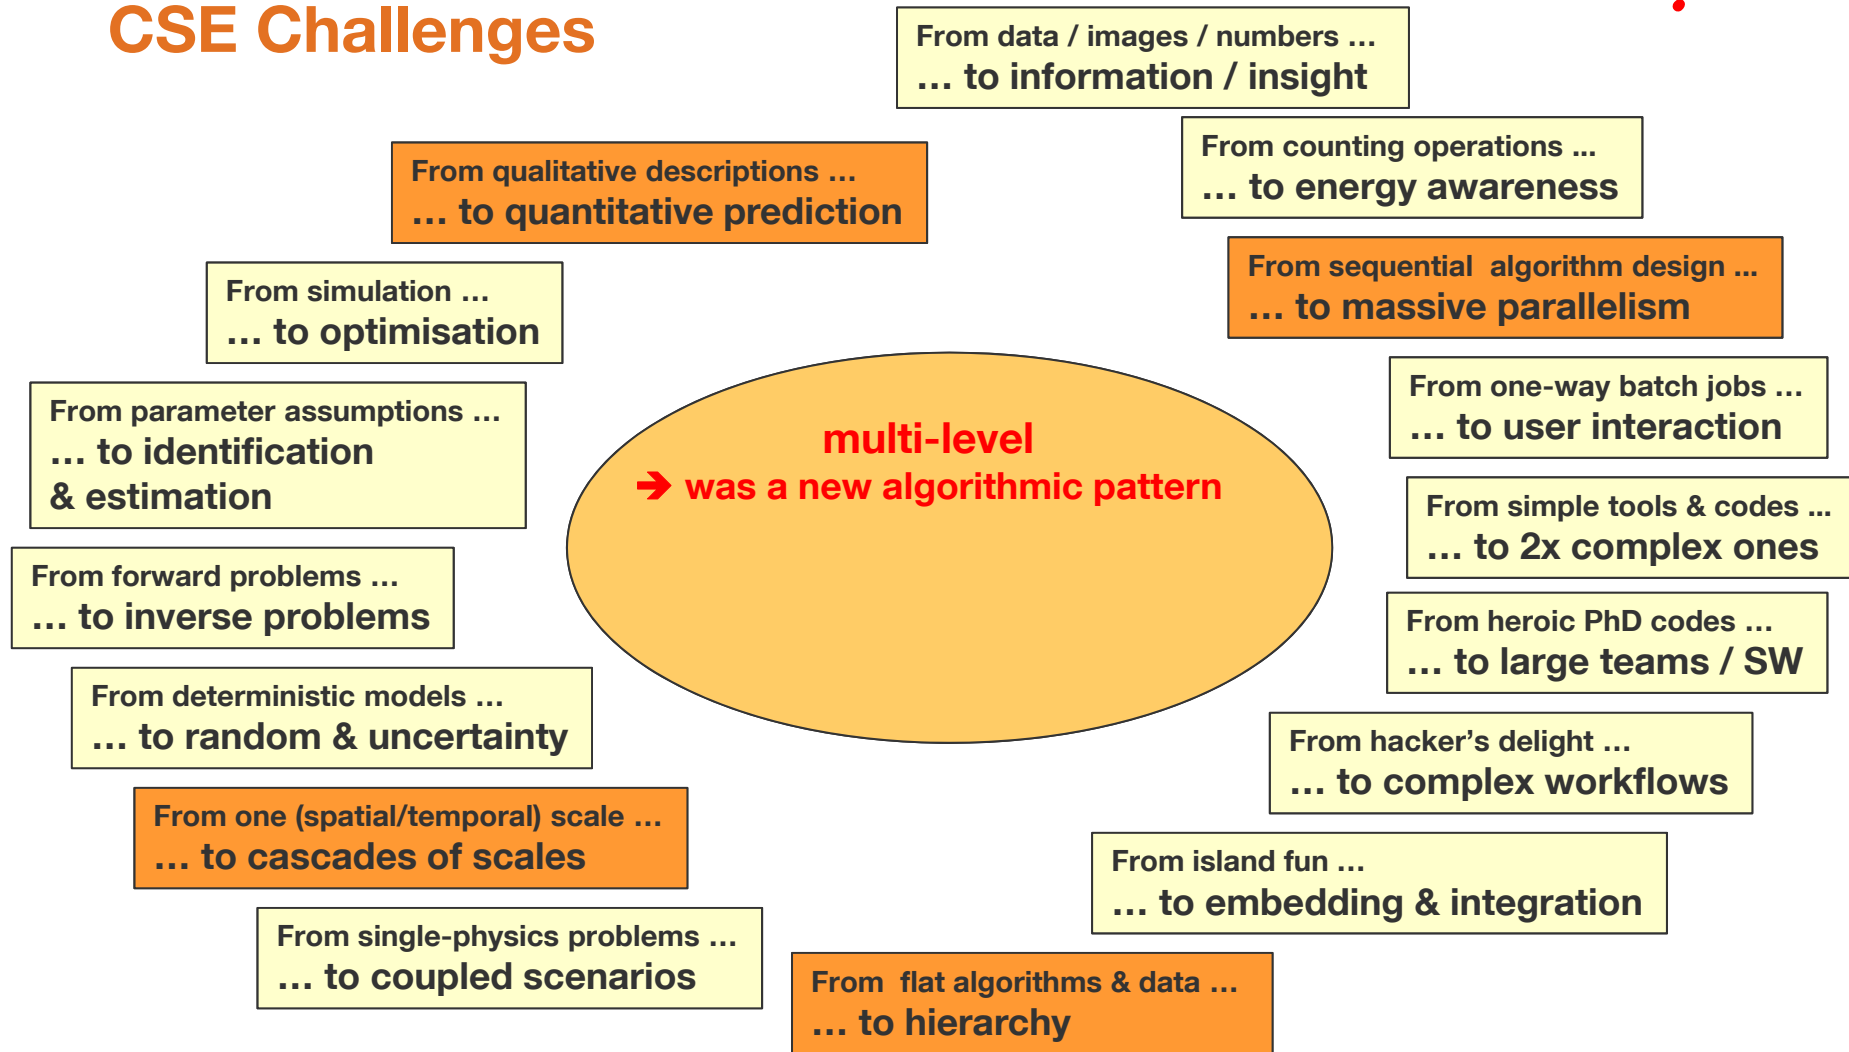 CSE Challenges
From data / images / numbers …
… to information / insight
From counting operations ...
… to energy awareness
From qualitative descriptions …
… to quantitative prediction
From sequential algorithm design ...
… to massive parallelism
From simulation …
… to optimisation
From one-way batch jobs …
… to user interaction
From parameter assumptions …
… to identification
& estimation
multi-level
➔ was a new algorithmic pattern
From simple tools & codes ...
… to 2x complex ones
From forward problems …
… to inverse problems
From heroic PhD codes …
… to large teams / SW
From deterministic models …
… to random & uncertainty
From hacker’s delight …
… to complex workflows
From one (spatial/temporal) scale …
… to cascades of scales
From island fun …
… to embedding & integration
From single-physics problems …
… to coupled scenarios
From flat algorithms & data …
… to hierarchy